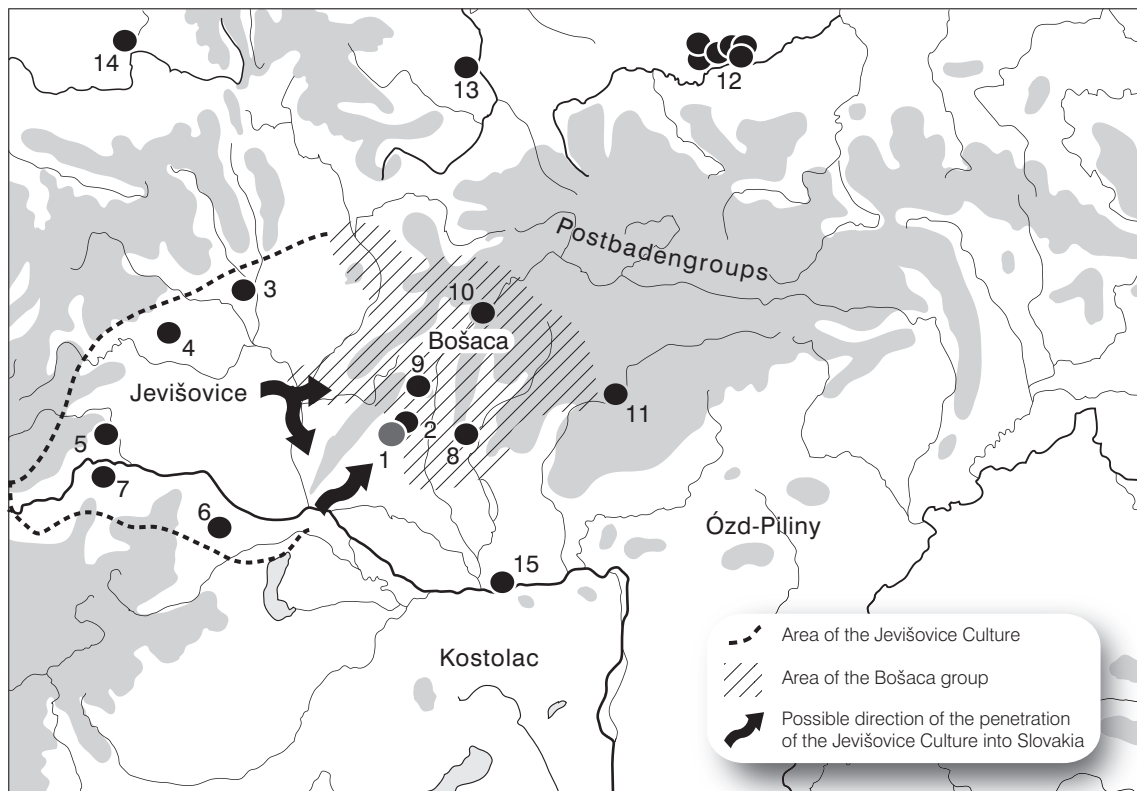 14
13
12
Postbadengroups
3
10
4
Bošaca
9
Jevišovice
11
2
5
1
8
7
6
Ózd-Piliny
15
Kostolac
Area of the Jevišovice Culture
Area of the Bošaca group
Possible direction of the penetration
of the Jevišovice Culture into Slovakia